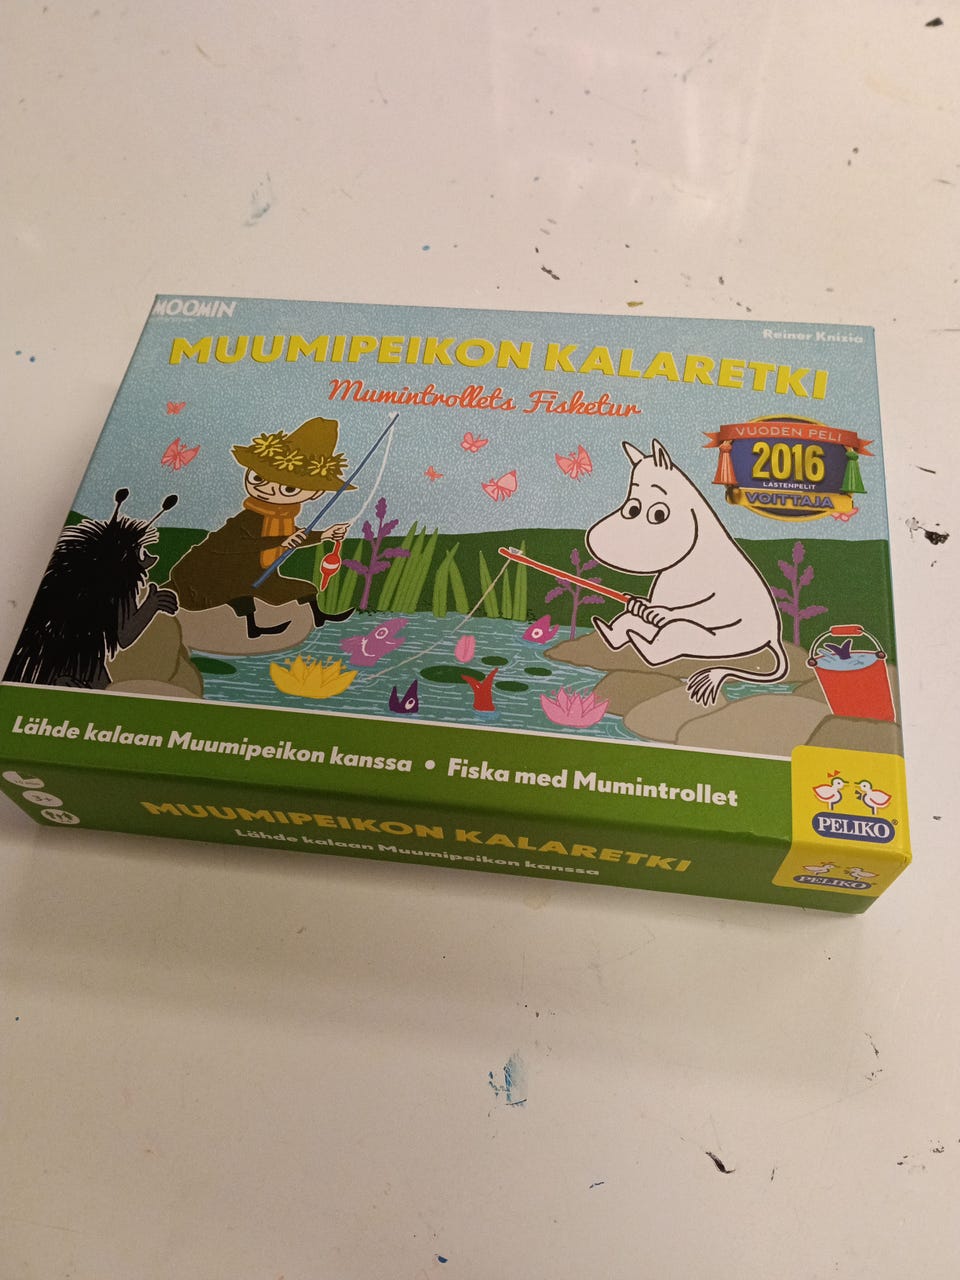 MOOMIN
Reiner Knizia
MUUMIPEIKON KALARETKI
Mumintrollets Fisketur
VUODEN PELI
2016
LASTENPELIT
VOITTAJA
Lähde kalaan Muumipeikon kanssa • Fiska med Mumintrollet
PELIKO®
3+
MUUMIPEIKON KALARETKI
Lähde kalaan Muumipeikon kanssa
PELIKO